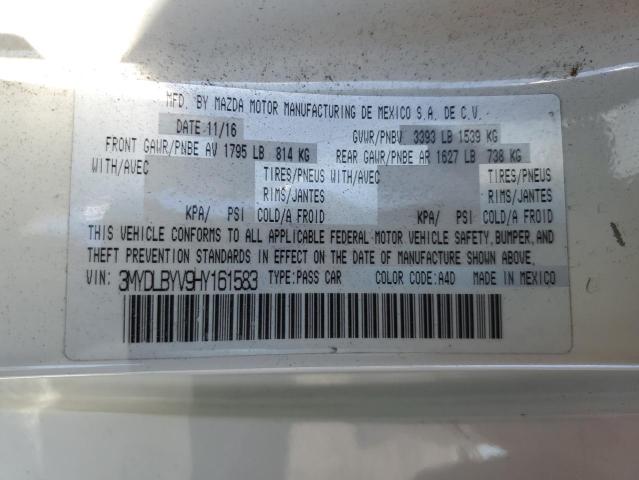 MFD. BY MAZDA MOTOR MANUFACTURING DE MEXICO S.A. DE C.V.
DATE 11/16 GVWR/PNBV 3393 LB 1539 KG
FRONT GAWR/PNBE AV 1795 LB 814 KG REAR GAWR/PNBE AR 1627 LB 738 KG
WITH/AVEC TIRES/PNEUS WITH/AVEC TIRES/PNEUS
RIMS/JANTES RIMS/JANTES
KPA/ PSI COLD/A FROID KPA/ PSI COLD/A FROID
THIS VEHICLE CONFORMS TO ALL APPLICABLE FEDERAL MOTOR VEHICLE SAFETY, BUMPER, AND
THEFT PREVENTION STANDARDS IN EFFECT ON THE DATE OF MANUFACTURE SHOWN ABOVE.
VIN: 3MYDLBYV9HY161583 TYPE:PASS CAR COLOR CODE:A4D MADE IN MEXICO